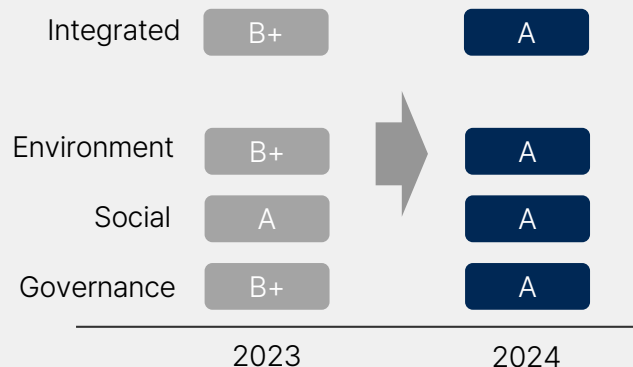 Integrated B+ A
Environment B+ A
Social A A
Governance B+ A
2023 2024